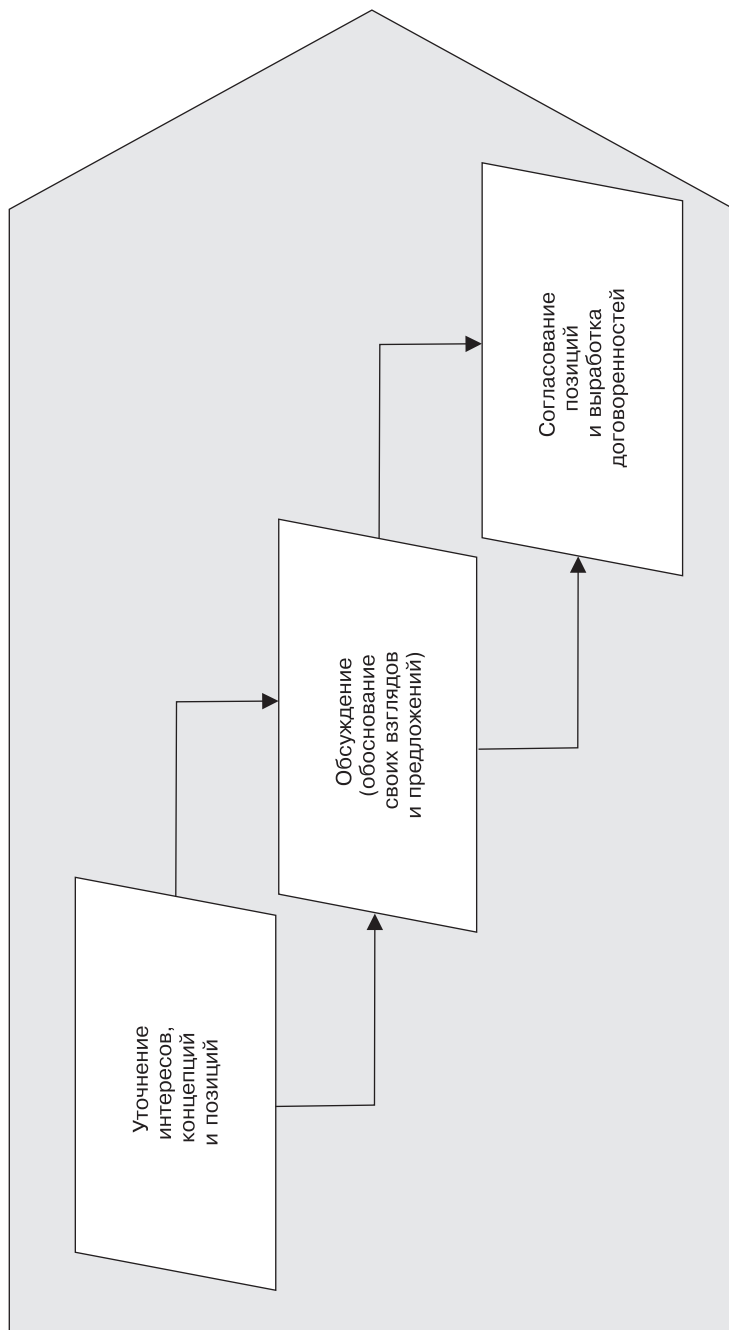 Уточнение
интересов,
концепций
и позиций
Обсуждение
(обоснование
своих взглядов
и предложений)
Согласование
позиций
и выработка
договоренностей